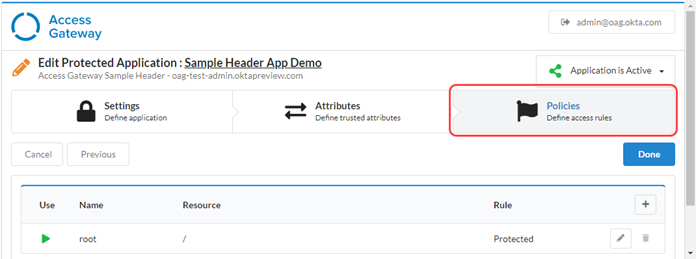 Access
Gateway
admin@oag.okta.com
Edit Protected Application : Sample Header App Demo
Access Gateway Sample Header - oag-test-admin.oktapreview.com
Application is Active
Settings
Define application
Attributes
Define trusted attributes
Policies
Define access rules
Cancel
Previous
Done
Use Name Resource Rule +
root / Protected